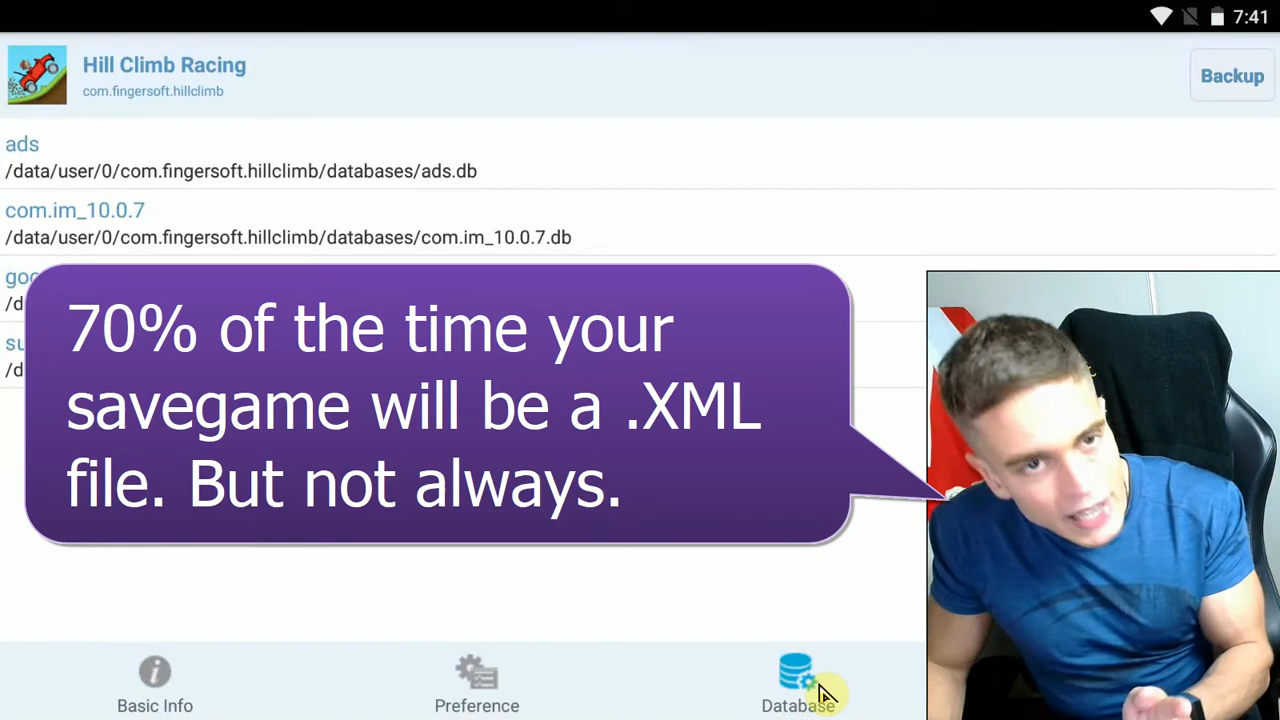 7:41
Hill Climb Racing
com.fingersoft.hillclimb
Backup
ads
/data/user/0/com.fingersoft.hillclimb/databases/ads.db
com.im_10.0.7
/data/user/0/com.fingersoft.hillclimb/databases/com.im_10.0.7.db
goo
/d
su
/d
70% of the time your
savegame will be a .XML
file. But not always.
Basic Info
Preference
Database